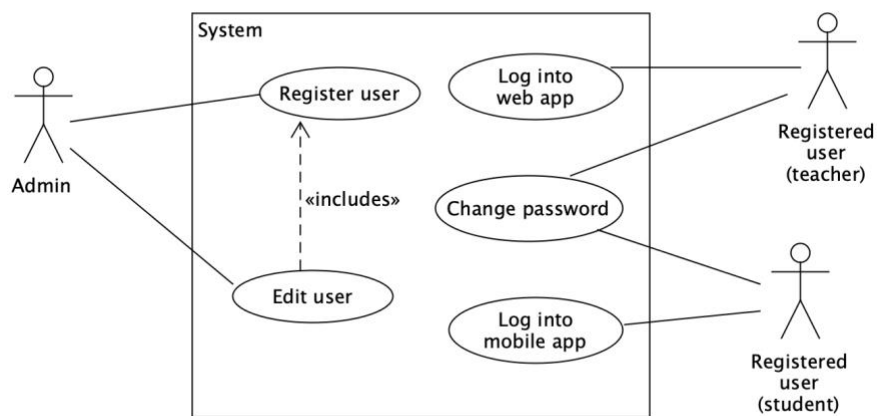 System
Register user
Log into
web app
Registered
user
(teacher)
Admin
«includes»
Change password
Edit user
Log into
mobile app
Registered
user
(student)